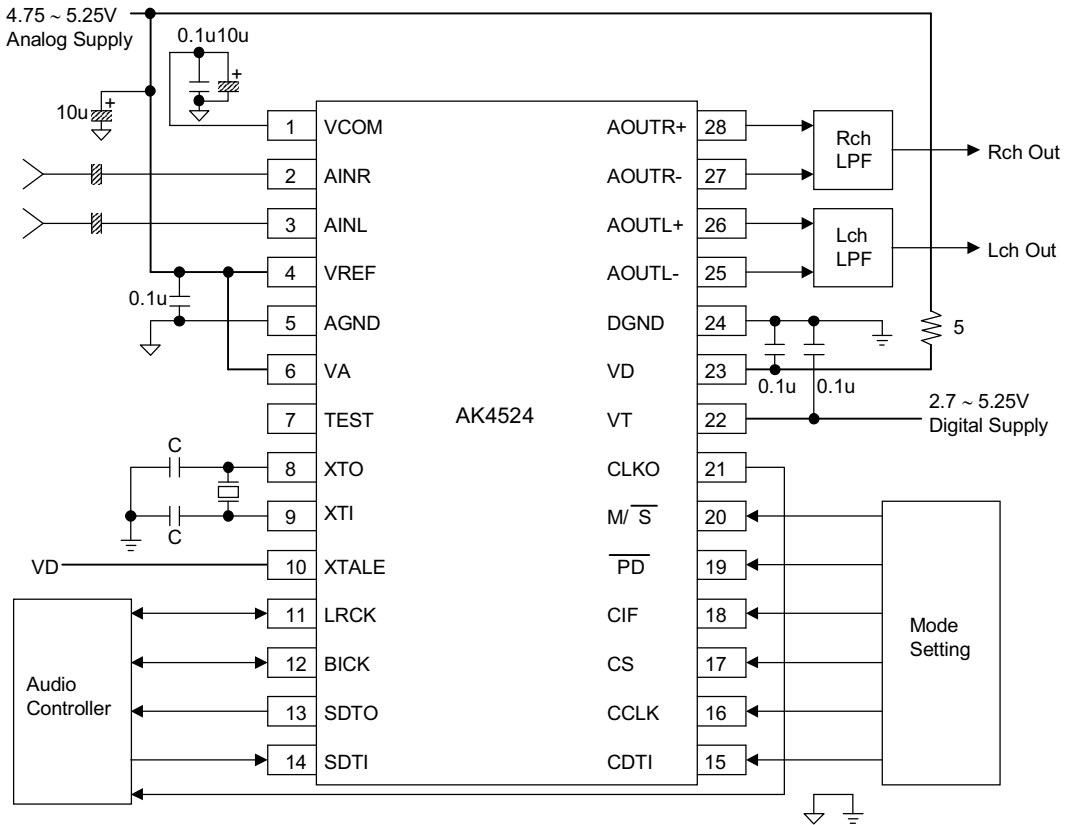 4.75 ~ 5.25V
Analog Supply
0.1u10u
+
+
10u
1 VCOM
2 AINR
3 AINL
4 VREF
0.1u
5 AGND
6 VA
7 TEST
C
8 XTO
9 XTI
C
VD
10 XTALE
11 LRCK
12 BICK
13 SDTO
14 SDTI
Audio
Controller
AK4524
AOUTR+ 28
AOUTR- 27
Rch
LPF
Rch Out
AOUTL+ 26
AOUTL- 25
Lch
LPF
Lch Out
DGND 24
5
VD 23
0.1u 0.1u
VT 22
2.7 ~ 5.25V
Digital Supply
CLKO 21
M/ S̅ 20
P̅D̅ 19
CIF 18
CS 17
CCLK 16
CDTI 15
Mode
Setting